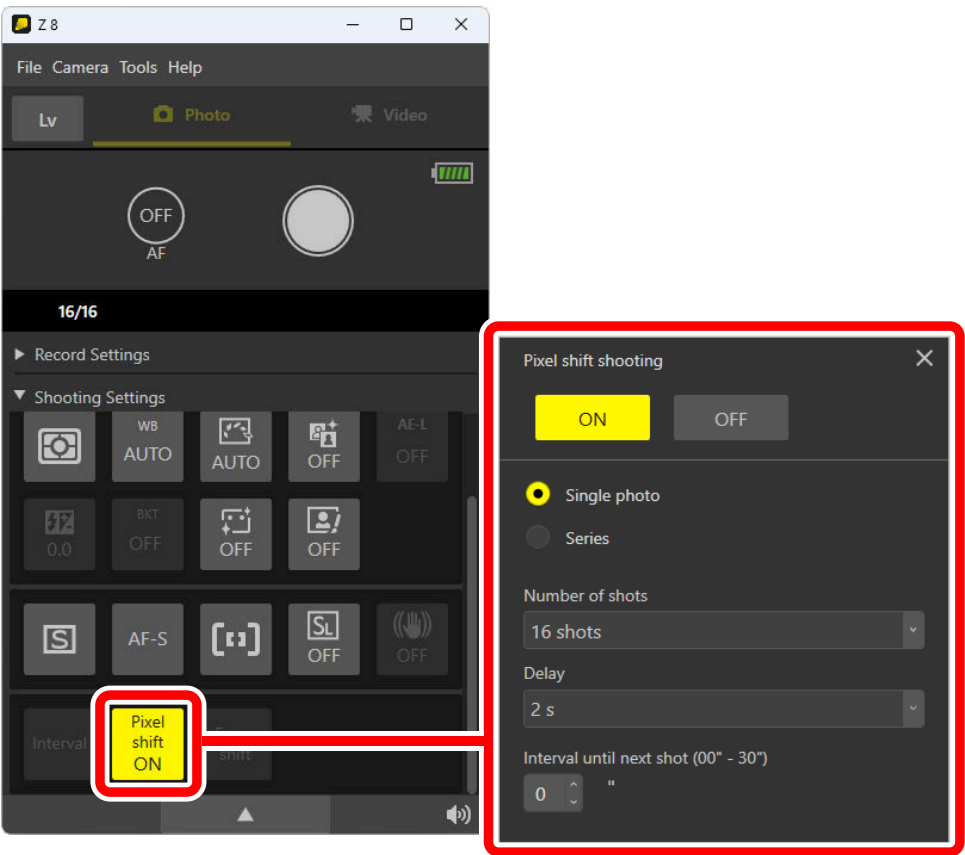 Z 8
File Camera Tools Help
Lv
Photo
Video
OFF
AF
16/16
Record Settings
Shooting Settings
WB
AUTO
AUTO
OFF
AE-L
OFF
0.0
BKT
OFF
OFF
OFF
S
AF-S
SL
OFF
OFF
Interval
Pixel
shift
ON
shift
Pixel shift shooting
ON
OFF
Single photo
Series
Number of shots
16 shots
Delay
2 s
Interval until next shot (00" - 30")
0 "